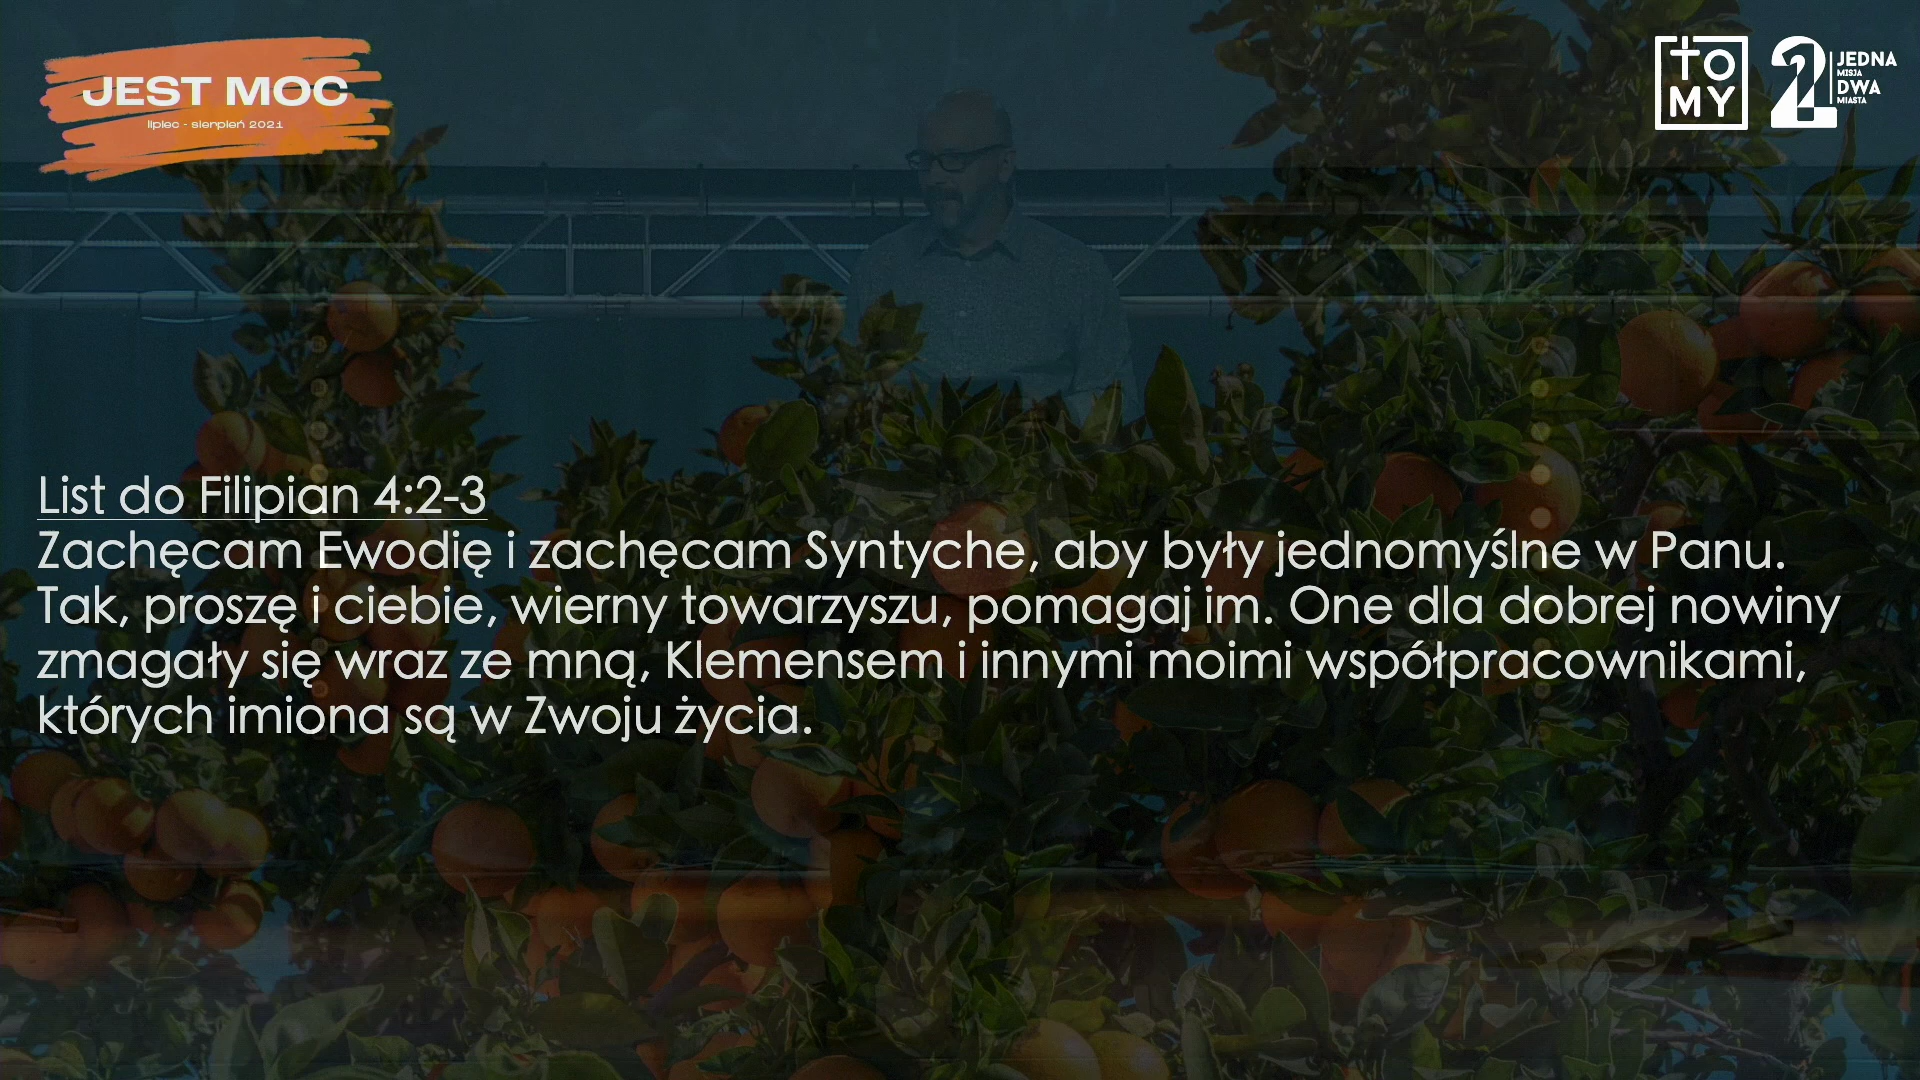 JEST MOC
lipiec - sierpień 2021
TO
MY
2
JEDNA
MISJA
DWA
MIASTA
List do Filipian 4:2-3
Zachęcam Ewodię i zachęcam Syntyche, aby były jednomyślne w Panu.
Tak, proszę i ciebie, wierny towarzyszu, pomagaj im. One dla dobrej nowiny
zmagały się wraz ze mną, Klemensem i innymi moimi współpracownikami,
których imiona są w Zwoju życia.